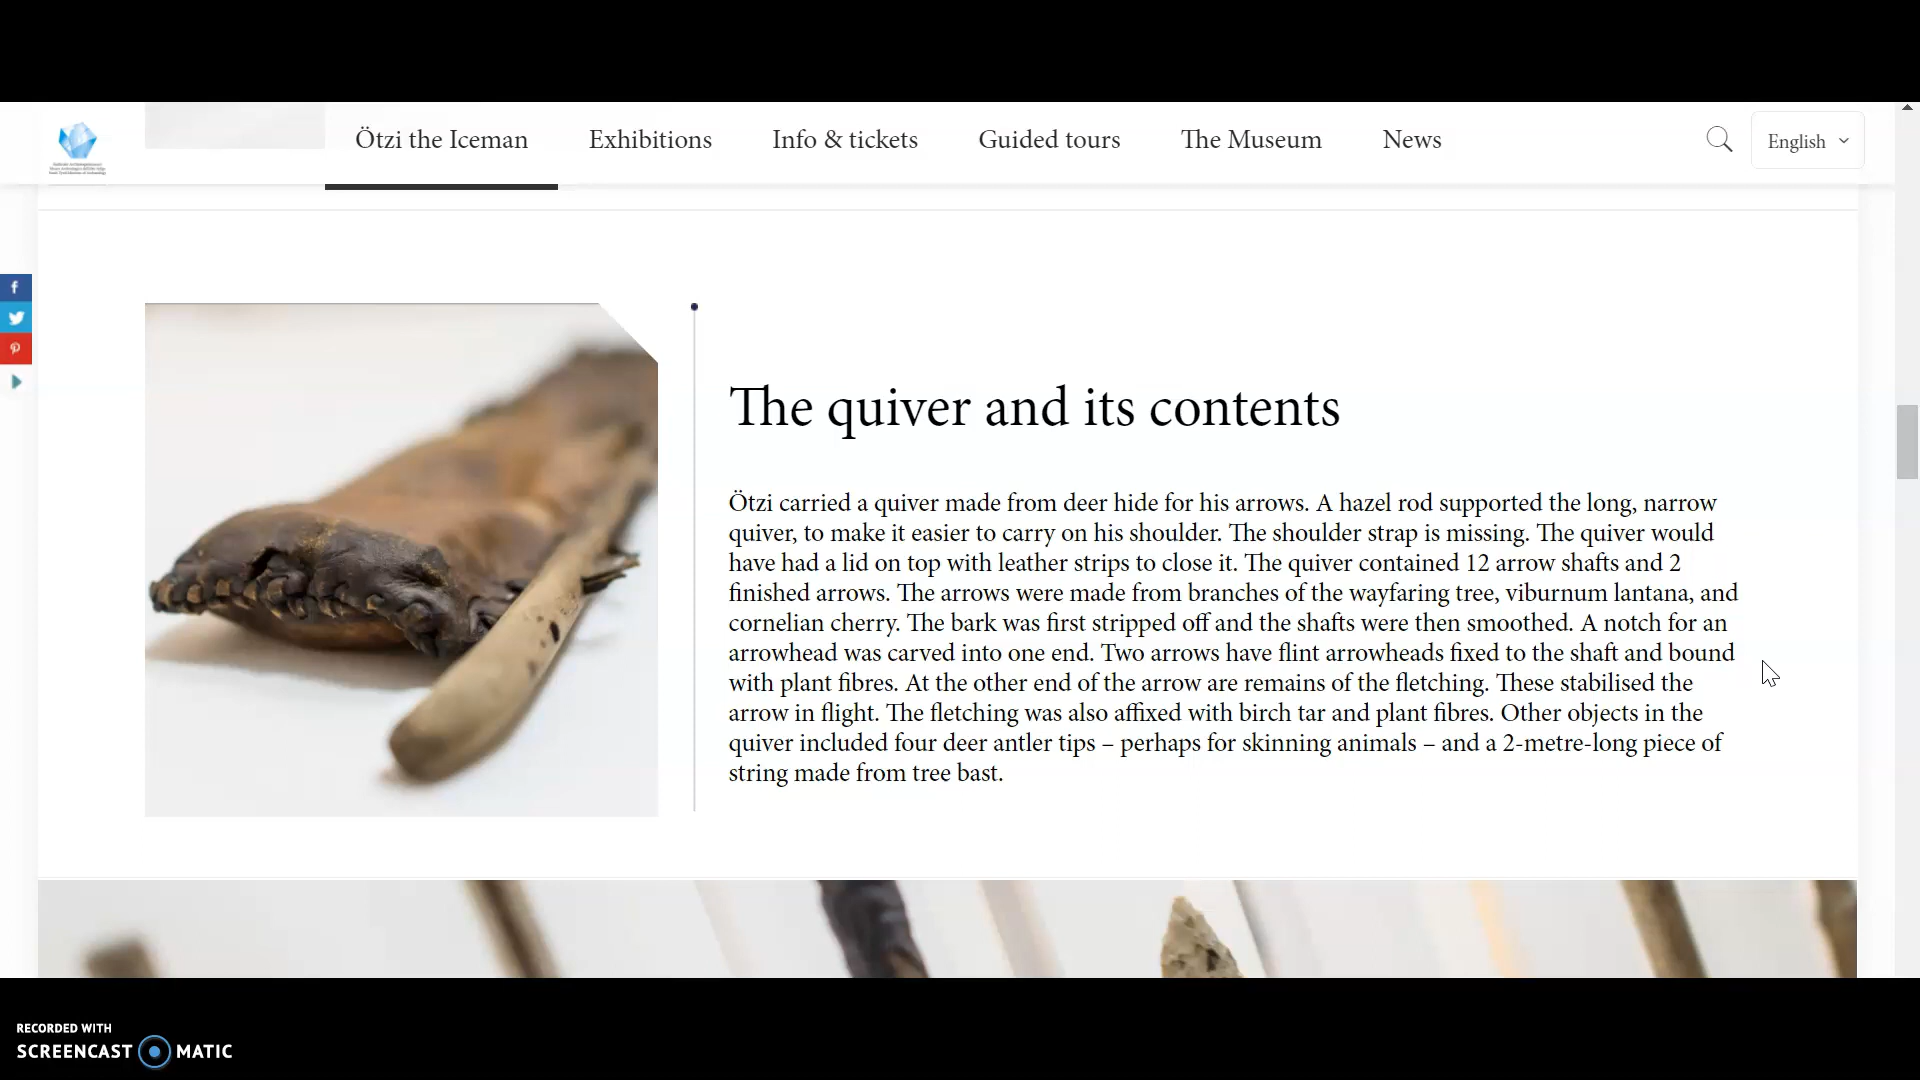 Ötzi the Iceman
Exhibitions
Info & tickets
Guided tours
The Museum
News
English
The quiver and its contents
Ötzi carried a quiver made from deer hide for his arrows. A hazel rod supported the long, narrow
quiver, to make it easier to carry on his shoulder. The shoulder strap is missing. The quiver would
have had a lid on top with leather strips to close it. The quiver contained 12 arrow shafts and 2
finished arrows. The arrows were made from branches of the wayfaring tree, viburnum lantana, and
cornelian cherry. The bark was first stripped off and the shafts were then smoothed. A notch for an
arrowhead was carved into one end. Two arrows have flint arrowheads fixed to the shaft and bound
with plant fibres. At the other end of the arrow are remains of the fletching. These stabilised the
arrow in flight. The fletching was also affixed with birch tar and plant fibres. Other objects in the
quiver included four deer antler tips – perhaps for skinning animals – and a 2-metre-long piece of
string made from tree bast.
RECORDED WITH
SCREENCAST MATIC